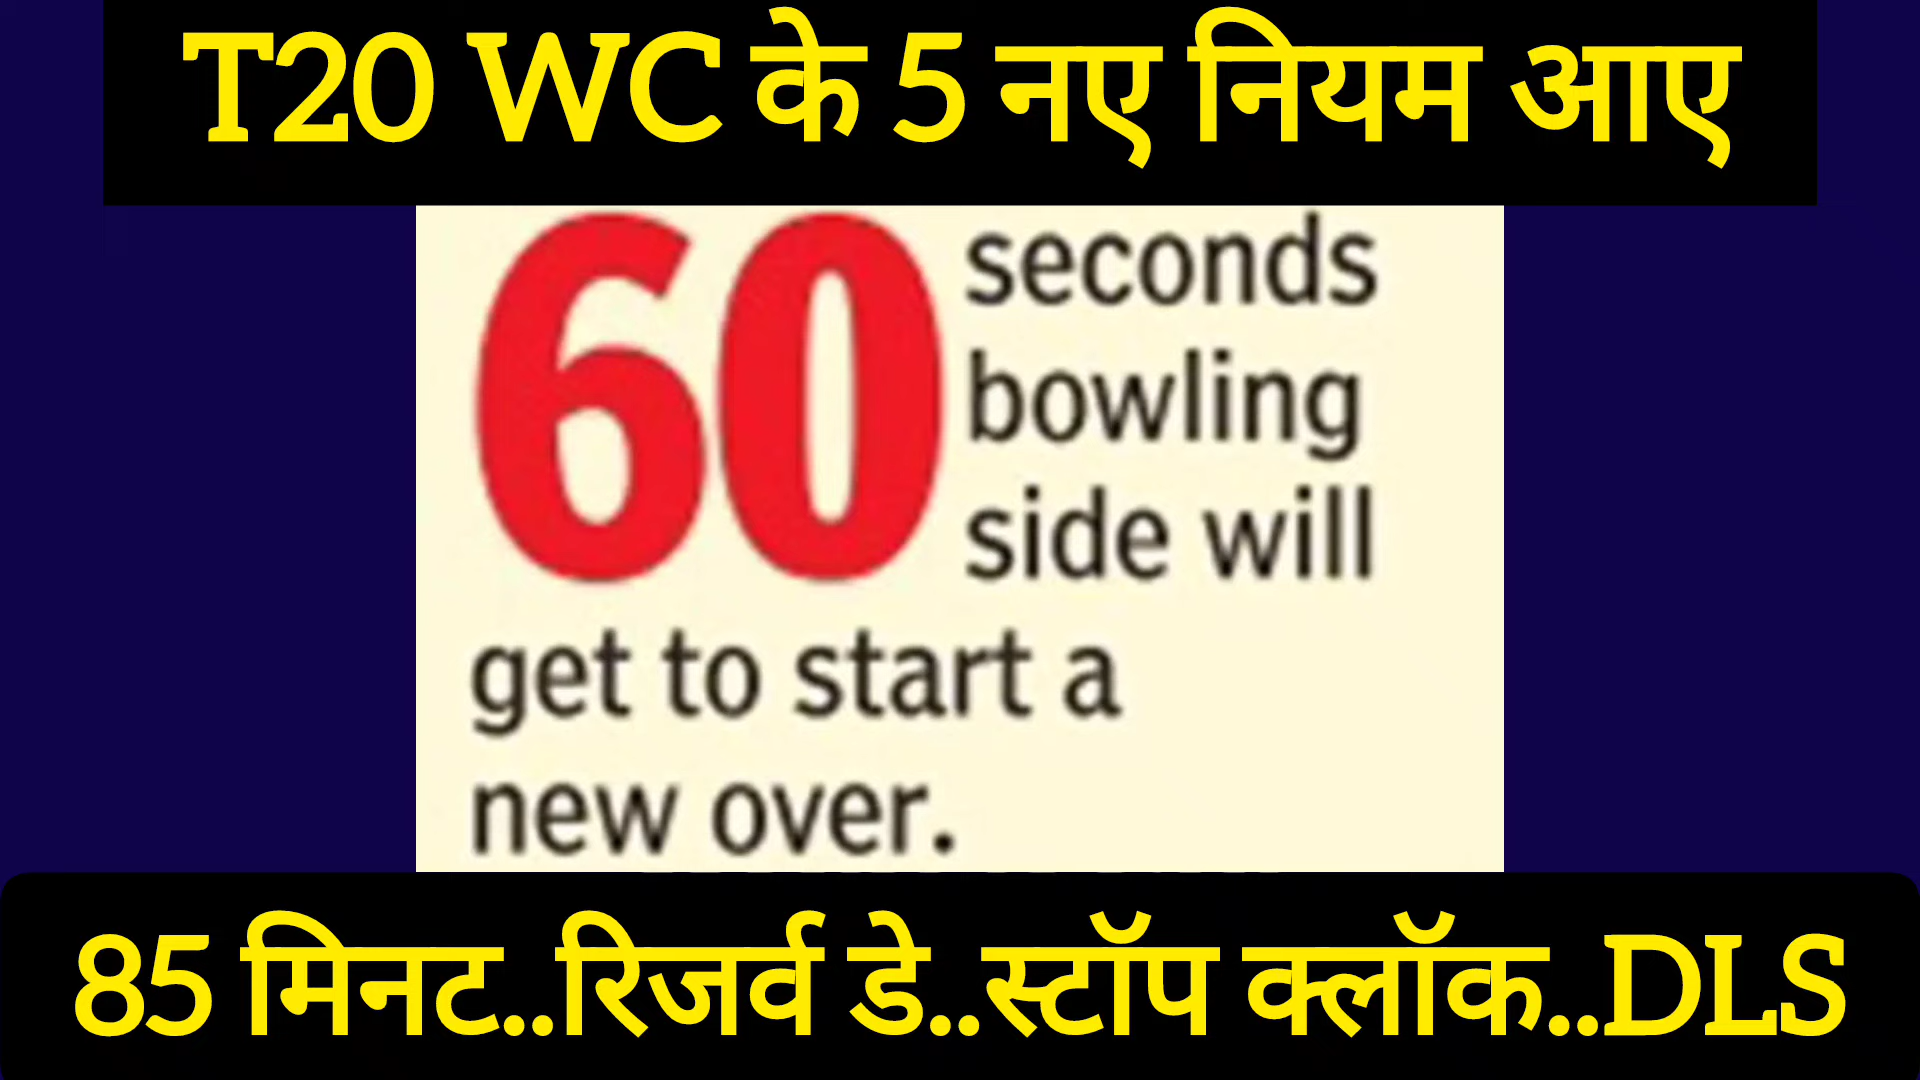 T20 WC के 5 नए नियम आए
60 seconds
bowling
side will
get to start a
new over.
85 मिनट..रिजर्व डे..स्टॉप क्लॉक..DLS